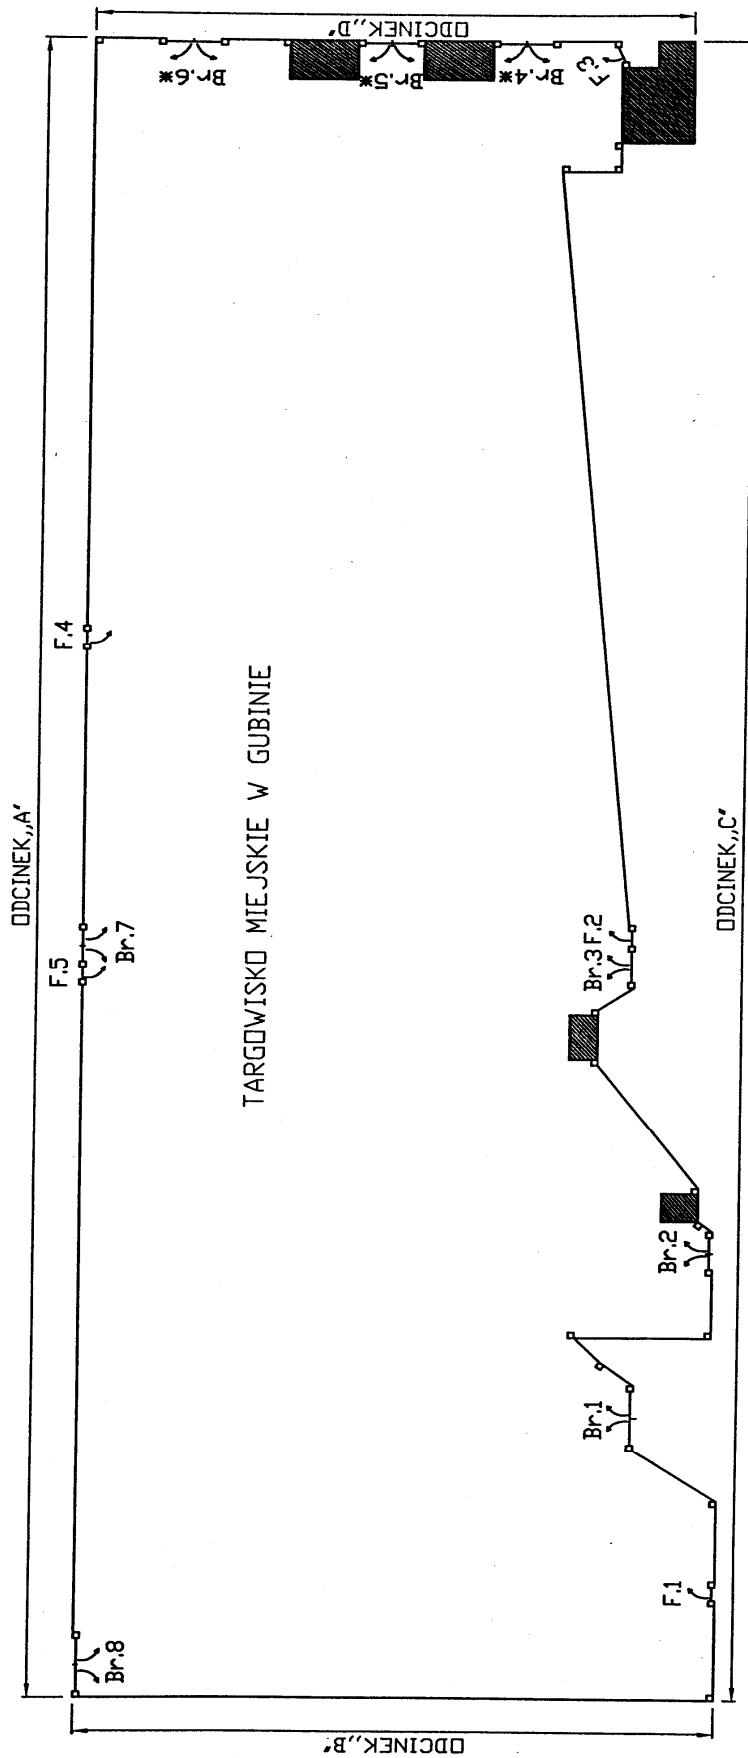 ODCINEK,,D"
Br.6*
Br.5*
Br.4*
F.3
F.4
ODCINEK,,A"
TARGOWISKO MIEJSKIE W GUBINIE
F.5
Br.7
Br.3
F.2
ODCINEK,,C"
Br.2
Br.1
F.1
Br.8
ODCINEK,,B"